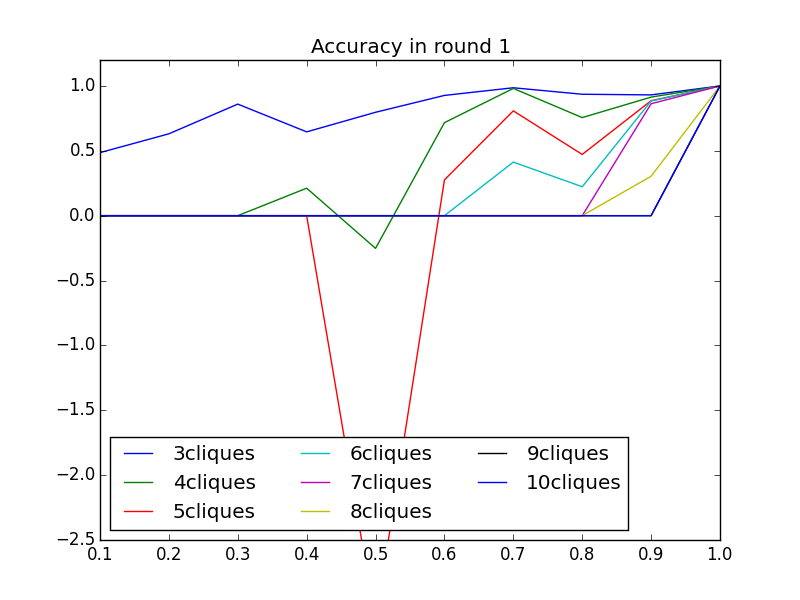 Accuracy in round 1
1.0
0.5
0.0
−0.5
−1.0
−1.5
−2.0
−2.5
3cliques 6cliques 9cliques
4cliques 7cliques 10cliques
5cliques 8cliques
0.1 0.2 0.3 0.4 0.5 0.6 0.7 0.8 0.9 1.0